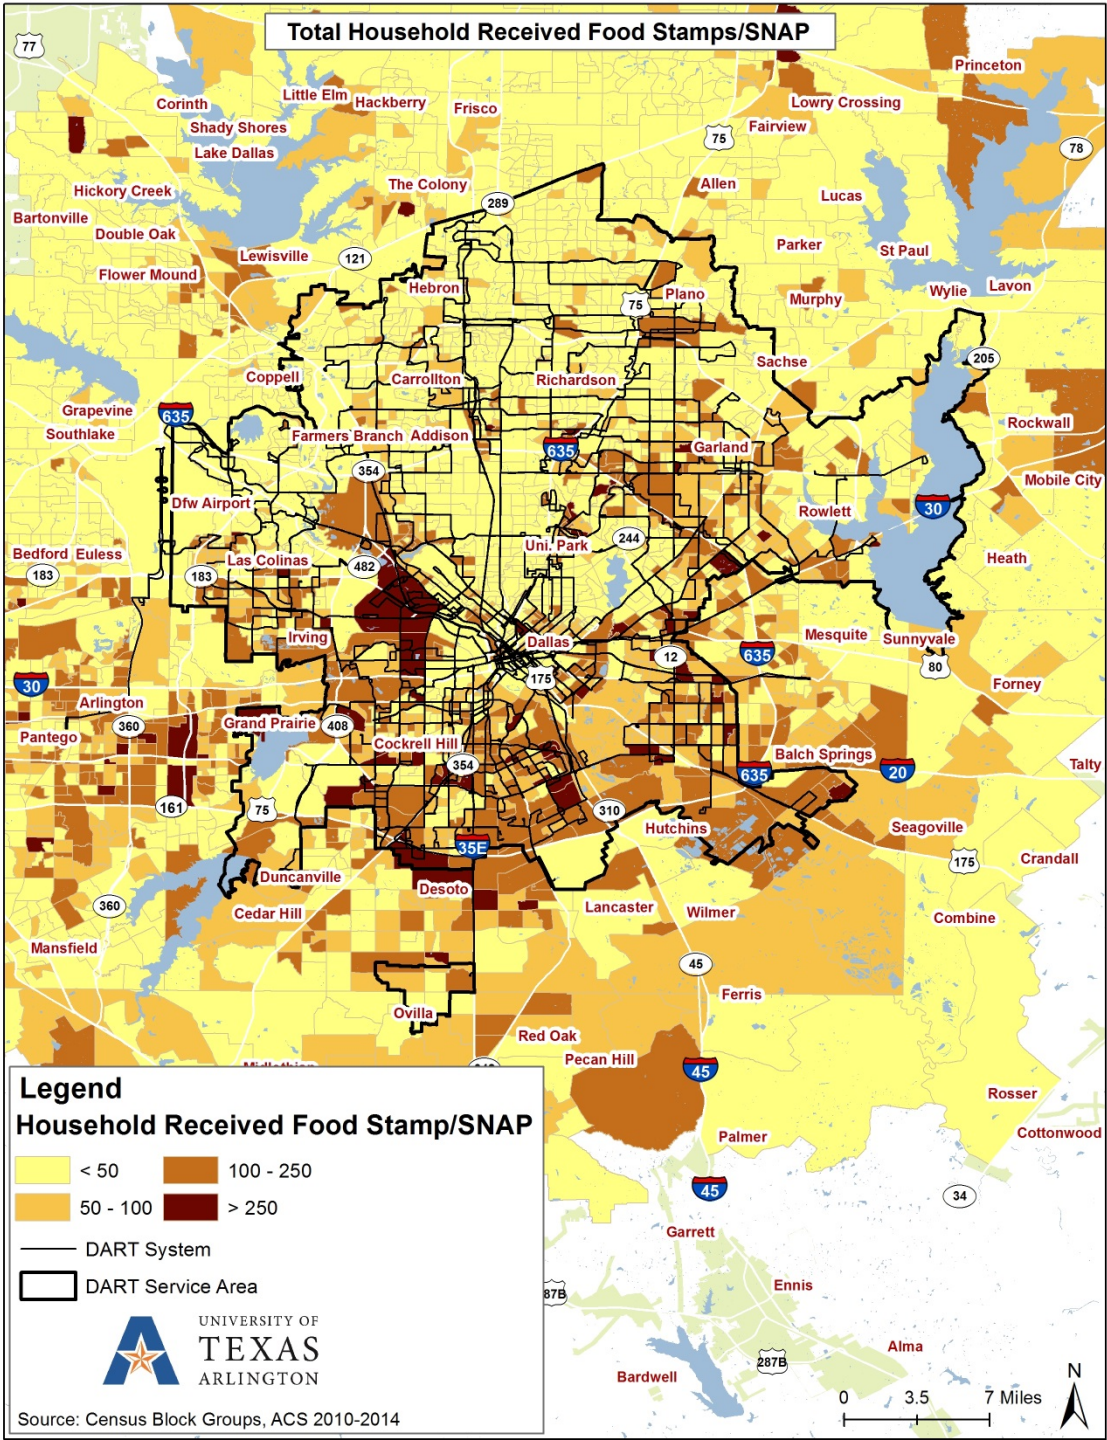 Total Household Received Food Stamps/SNAP
77
Princeton
Little Elm
Hackberry
Corinth
Frisco
Lowry Crossing
Shady Shores
Fairview
75
78
Lake Dallas
Hickory Creek
The Colony
Allen
Lucas
289
Bartonville
Double Oak
Parker
St Paul
Lewisville
121
Flower Mound
Hebron
Plano
Murphy
Wylie
Lavon
75
Sachse
205
Coppell
Carrollton
Richardson
Grapevine
635
Rockwall
Southlake
Farmers Branch
Addison
635
Garland
354
Mobile City
Dfw Airport
Rowlett
30
244
Uni. Park
Bedford
Euless
Las Colinas
482
Heath
183
183
Irving
Dallas
Mesquite
Sunnyvale
12
635
80
30
175
Forney
Arlington
360
Grand Prairie
408
Pantego
Cockrell Hill
Balch Springs
354
635
20
Talty
161
75
310
Hutchins
Seagoville
35E
175
Crandall
Duncanville
Desoto
360
Cedar Hill
Lancaster
Wilmer
Combine
Mansfield
45
Ferris
Ovilla
Red Oak
Pecan Hill
45
Rosser
Cottonwood
Palmer
45
34
Garrett
Ennis
287B
Alma
Bardwell
Legend
Household Received Food Stamp/SNAP
< 50
100 - 250
50 - 100
> 250
DART System
DART Service Area
UNIVERSITY OF
TEXAS
ARLINGTON
Source: Census Block Groups, ACS 2010-2014
N
0 3.5 7 Miles